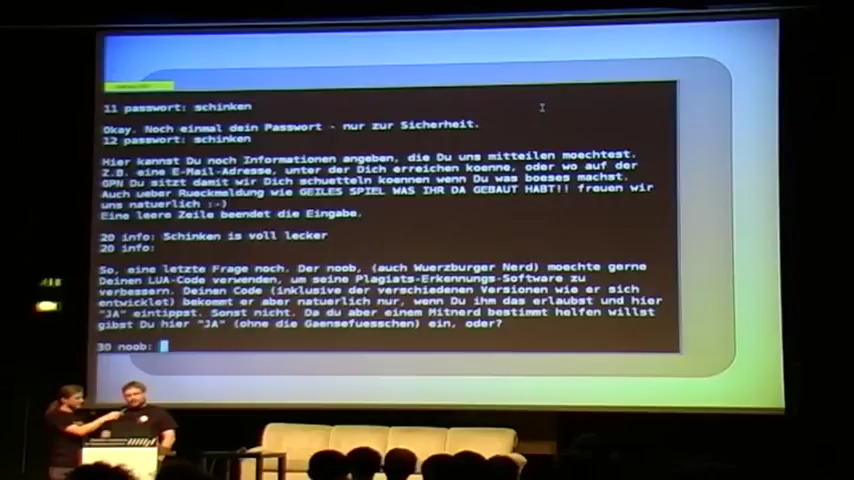 11 passwort: schinken
Okay. Noch einmal dein Passwort - nur zur Sicherheit.
12 passwort: schinken
Hier kannst Du noch Informationen angeben, die Du uns mitteilen moechtest.
Z.B. eine E-Mail-Adresse, unter der Dich erreichen koenne, oder wo auf der
GPN Du sitzt damit wir Dich schuetteln koennen wenn Du was boeses machst.
Auch ueber Rueckmeldung wie GEILES SPIEL WAS IHR DA GEBAUT HABT!! freuen wir
uns natuerlich :-)
Eine leere Zeile beendet die Eingabe.
20 info: Schinken is voll lecker
20 info:
So, eine letzte Frage noch. Der noob, (auch Wuerzburger Nerd) moechte gerne
Deinen LUA-Code verwenden, um seine Plagiats-Erkennungs-Software zu
verbessern. Deinen Code (inklusive der verschiedenen Versionen wie er sich
entwicklet) bekommt er aber natuerlich nur, wenn Du ihm das erlaubst und hier
"JA" eintippst. Sonst nicht. Da du aber einem Mitnerd bestimmt helfen willst
gibst Du hier "JA" (ohne die Gaensefuesschen) ein, oder?
30 noob: